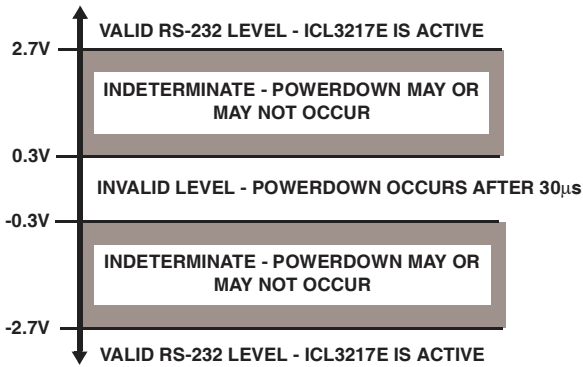 VALID RS-232 LEVEL - ICL3217E IS ACTIVE
2.7V
INDETERMINATE - POWERDOWN MAY OR
MAY NOT OCCUR
0.3V
INVALID LEVEL - POWERDOWN OCCURS AFTER 30μs
-0.3V
INDETERMINATE - POWERDOWN MAY OR
MAY NOT OCCUR
-2.7V
VALID RS-232 LEVEL - ICL3217E IS ACTIVE